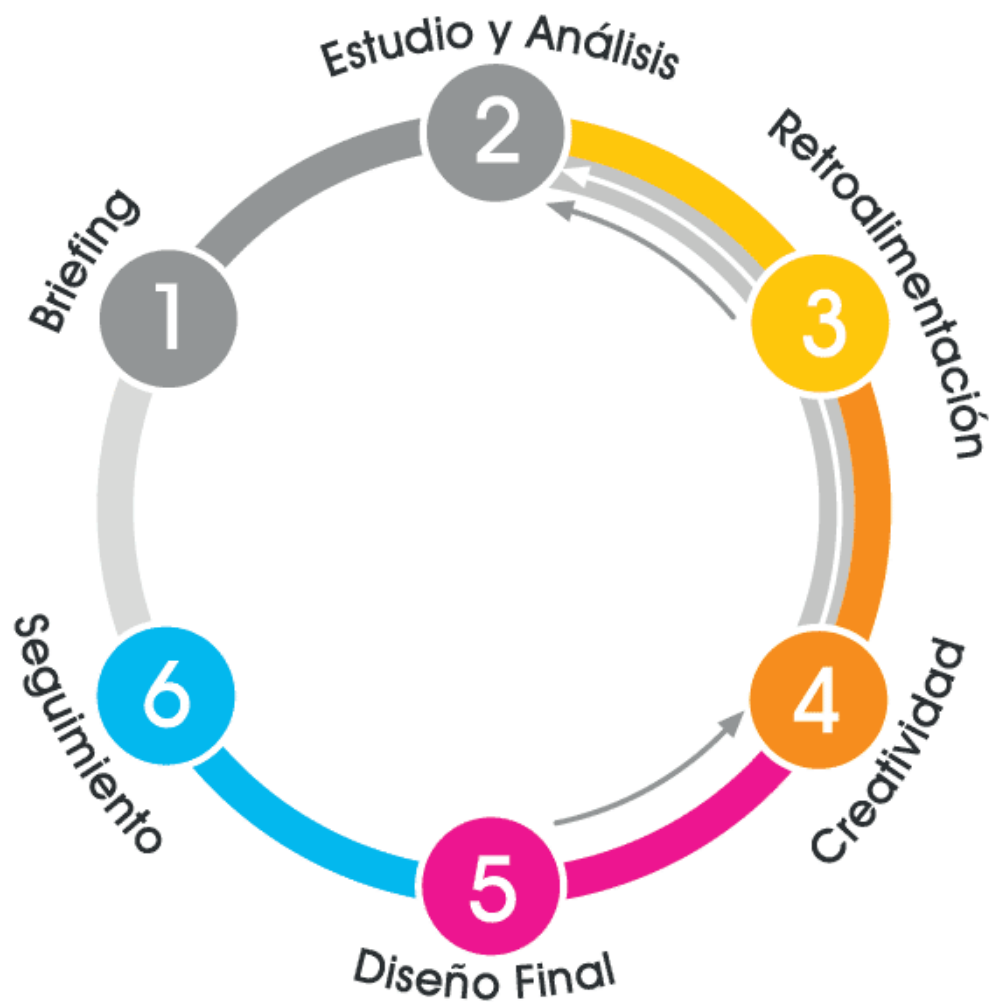 1
Briefing
2
Estudio y Análisis
3
Retroalimentación
4
Creatividad
5
Diseño Final
6
Seguimiento